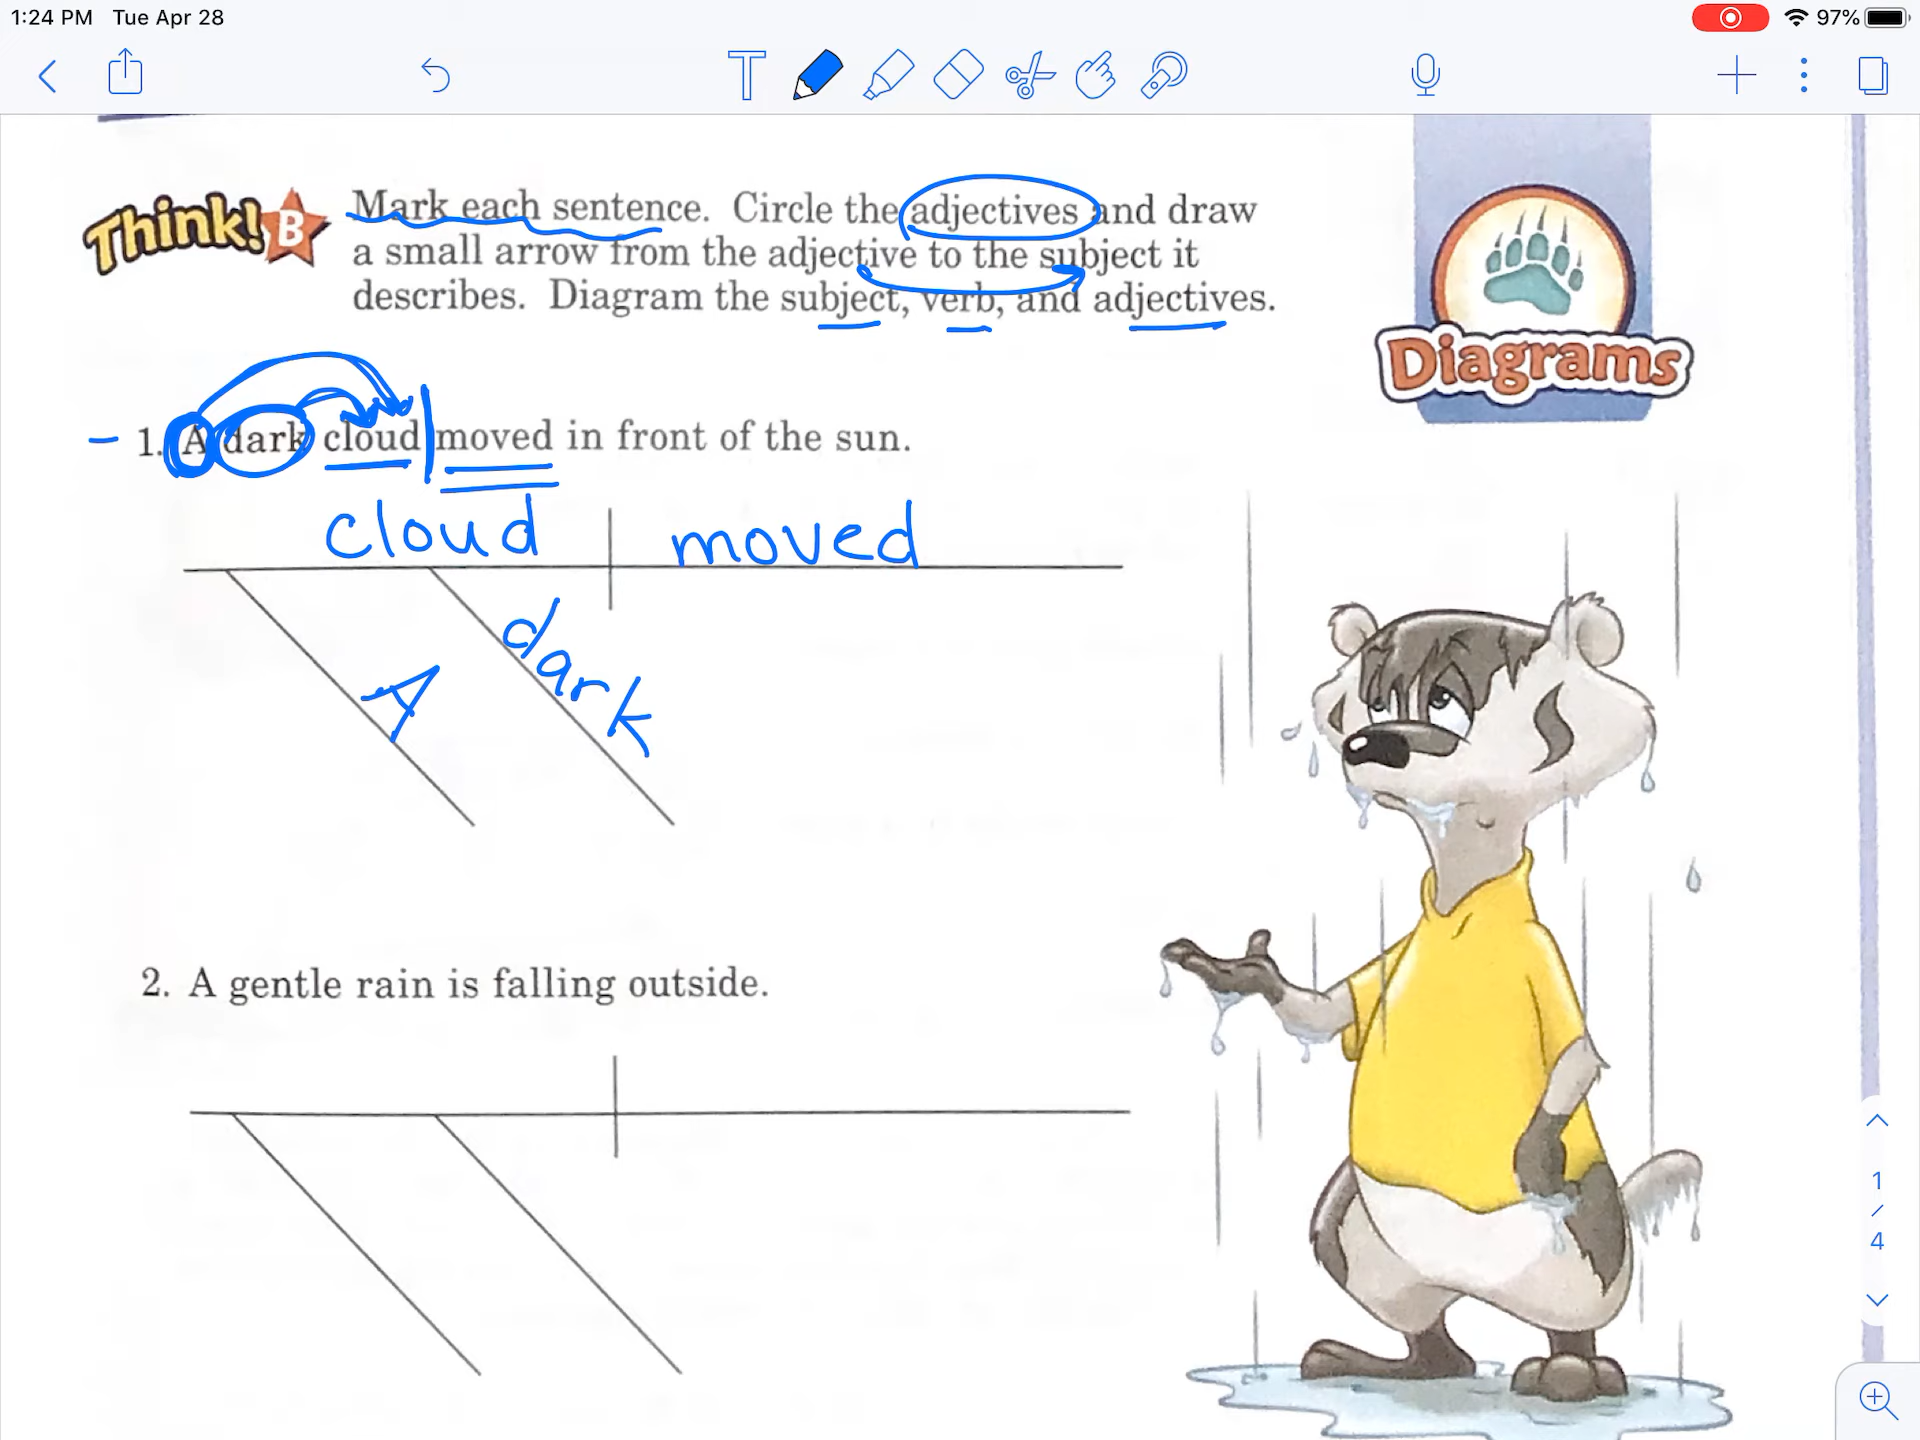 1:24 PM Tue Apr 28
97%
T
Think! B
Mark each sentence. Circle the adjectives and draw
a small arrow from the adjective to the subject it
describes. Diagram the subject, verb, and adjectives.
Diagrams
1. A dark cloud moved in front of the sun.
cloud moved
A dark
2. A gentle rain is falling outside.
1
/
4